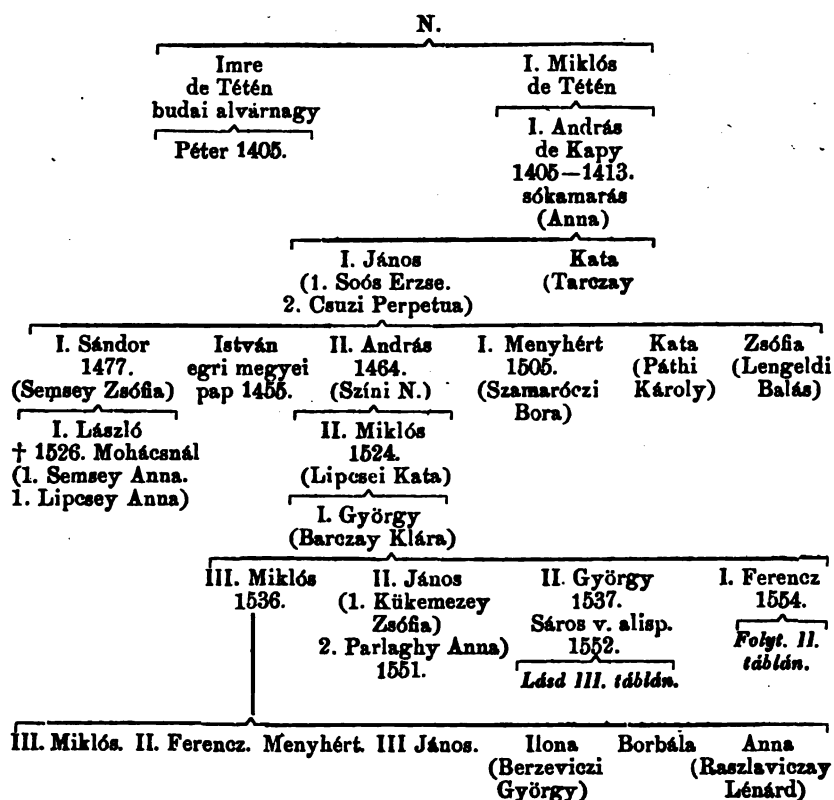 N.
Imre
de Tétén
budai alvárnagy
Péter 1405.
I. Miklós
de Tétén
I. András
de Kapy
1405—1413.
sókamarás
(Anna)
I. János
(1. Soós Erzse.
2. Csuzi Perpetua)
Kata
(Tarczay
I. Sándor
1477.
(Semsey Zsófia)
István
egri megyei
pap 1455.
II. András
1464.
(Színi N.)
I. Menyhért
1505.
(Szamaróczi
Bora)
Kata
(Páthi
Károly)
Zsófia
(Lengeldi
Balás)
I. László
† 1526. Mohácsnál
(1. Semsey Anna.
1. Lipcsey Anna)
II. Miklós
1524.
(Lipcsei Kata)
I. György
(Barczay Klára)
III. Miklós
1536.
II. János
(1. Kükemezey
Zsófia)
2. Parlaghy Anna)
1551.
II. György
1537.
Sáros v. alisp.
1552.
Lásd III. táblán.
I. Ferencz
1554.
Folyt. II.
táblán.
III. Miklós. II. Ferencz. Menyhért. III János.
Ilona
(Berzeviczi
György)
Borbála
Anna
(Raszlaviczay
Lénárd)